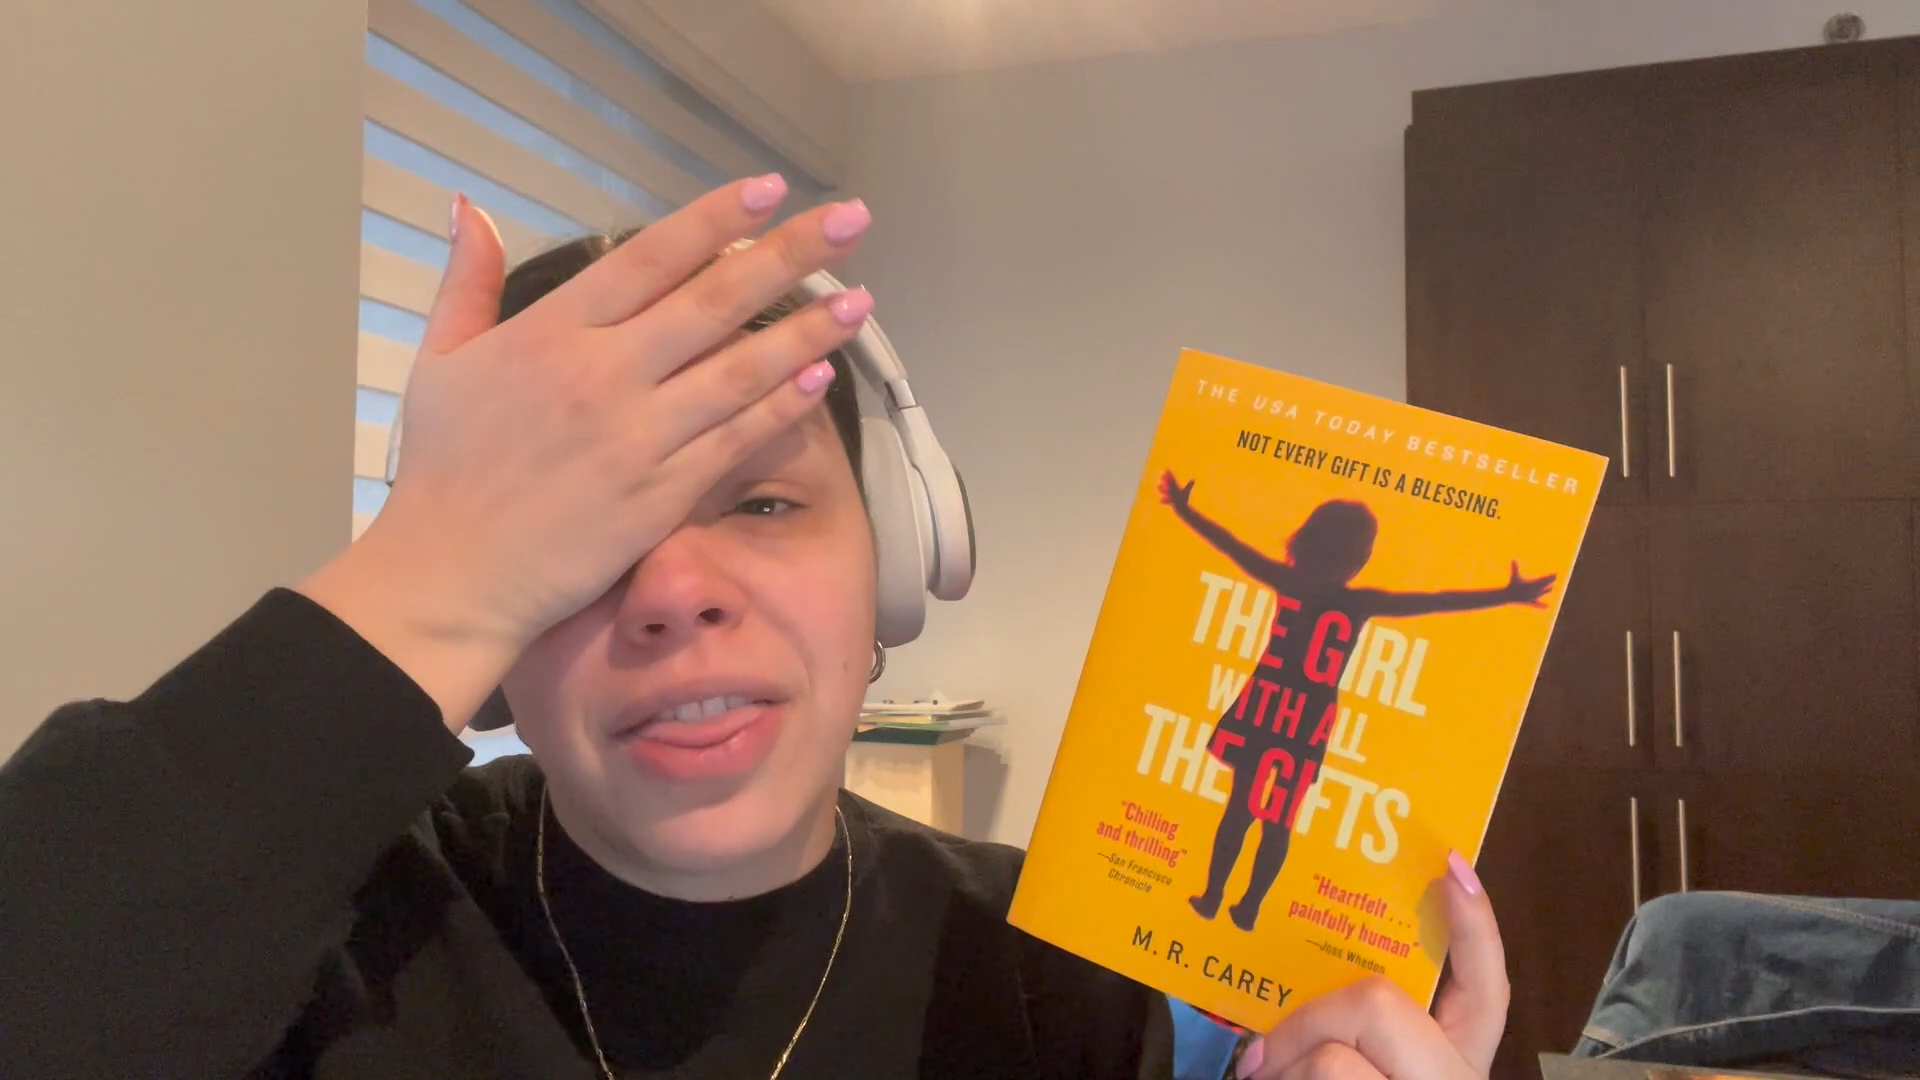 THE USA TODAY BESTSELLER
NOT EVERY GIFT IS A BLESSING.
THE GIRL
WITH ALL
THE GIFTS
"Chilling
and thrilling"
—San Francisco
Chronicle
"Heartfelt...
painfully human"
—Joss Whedon
M. R. CAREY